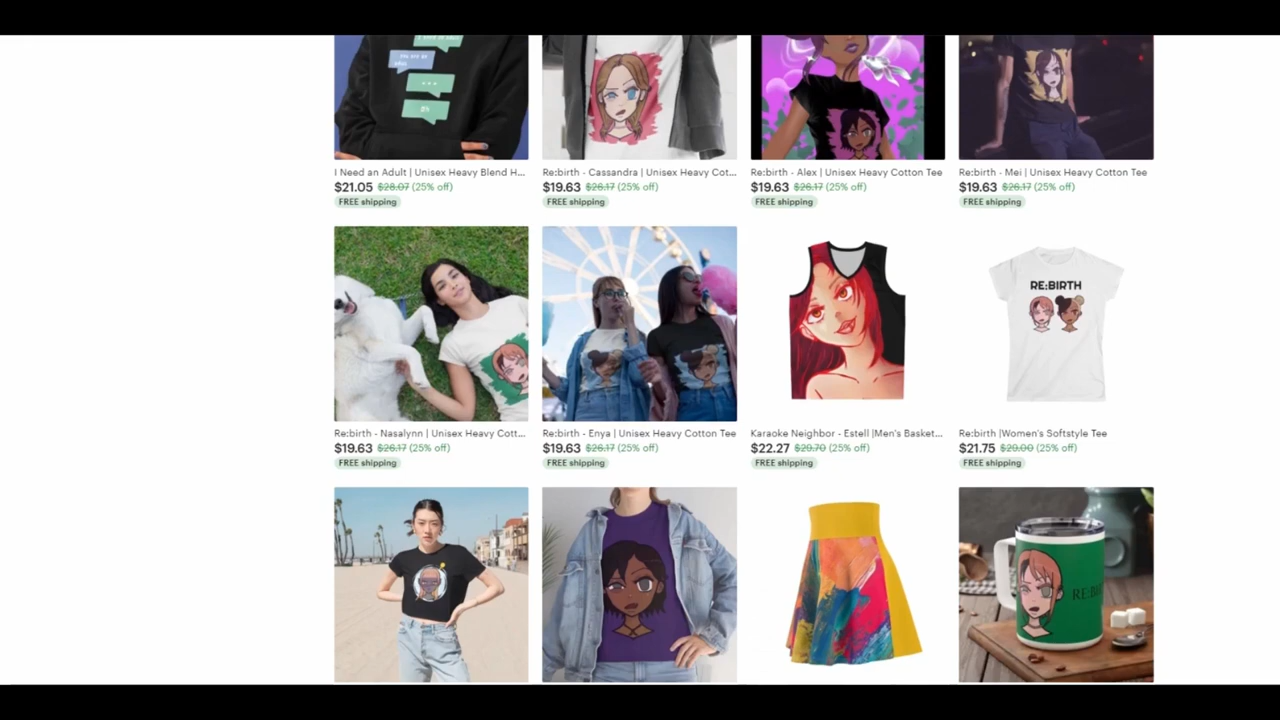 I Need an Adult | Unisex Heavy Blend H...
$21.05 $28.07 (25% off)
FREE shipping
Re:birth - Cassandra | Unisex Heavy Cot...
$19.63 $26.17 (25% off)
FREE shipping
Re:birth - Alex | Unisex Heavy Cotton Tee
$19.63 $26.17 (25% off)
FREE shipping
Re:birth - Mei | Unisex Heavy Cotton Tee
$19.63 $26.17 (25% off)
FREE shipping
RE:BIRTH
Re:birth - Nasalynn | Unisex Heavy Cott...
$19.63 $26.17 (25% off)
FREE shipping
Re:birth - Enya | Unisex Heavy Cotton Tee
$19.63 $26.17 (25% off)
FREE shipping
Karaoke Neighbor - Estell |Men's Basket...
$22.27 $29.70 (25% off)
FREE shipping
Re:birth |Women's Softstyle Tee
$21.75 $29.00 (25% off)
FREE shipping